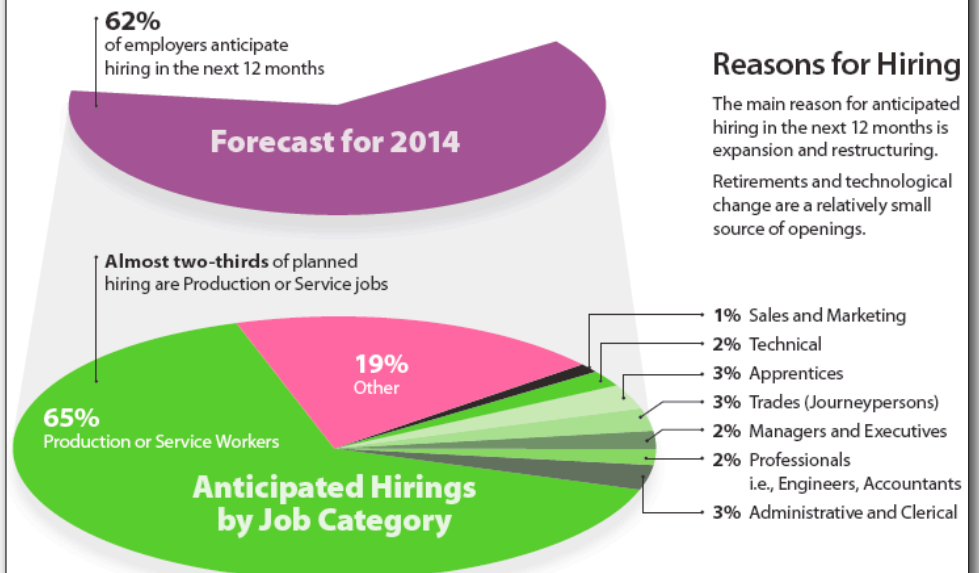 62%
of employers anticipate
hiring in the next 12 months
Forecast for 2014
Reasons for Hiring
The main reason for anticipated
hiring in the next 12 months is
expansion and restructuring.
Retirements and technological
change are a relatively small
source of openings.
Almost two-thirds of planned
hiring are Production or Service jobs
19%
Other
65%
Production or Service Workers
Anticipated Hirings
by Job Category
1% Sales and Marketing
2% Technical
3% Apprentices
3% Trades (Journeypersons)
2% Managers and Executives
2% Professionals
i.e., Engineers, Accountants
3% Administrative and Clerical